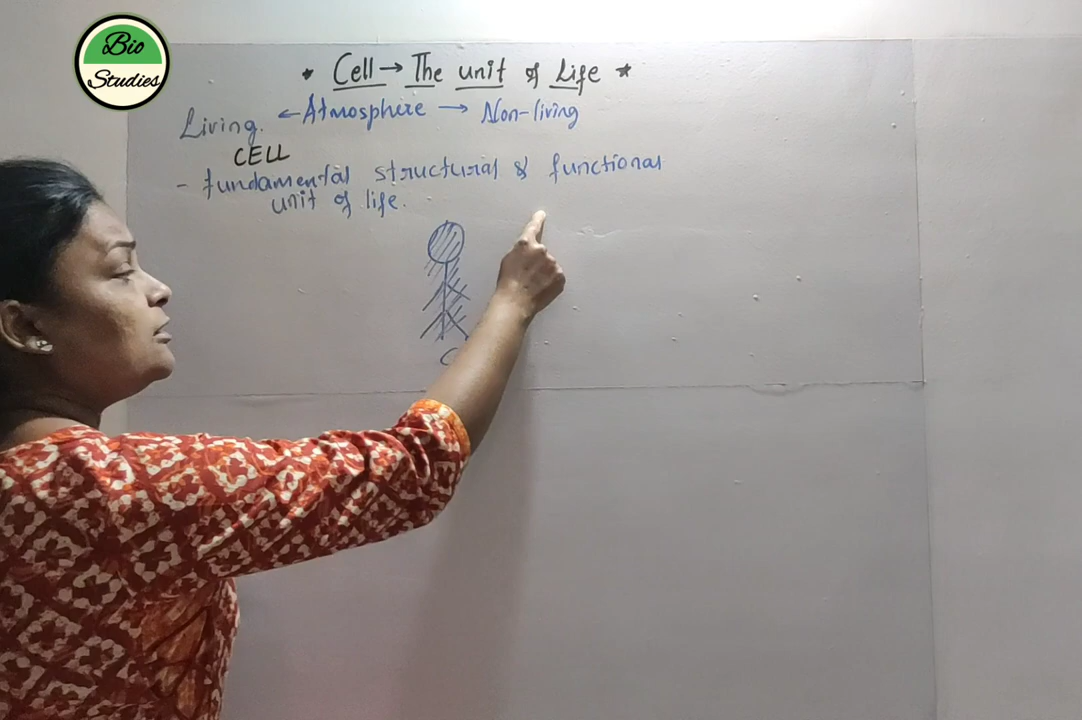 Bio
Studies
* Cell → The unit of Life *
Living. ← Atmosphere → Non-living
CELL
- fundamental structural & functional
unit of life.